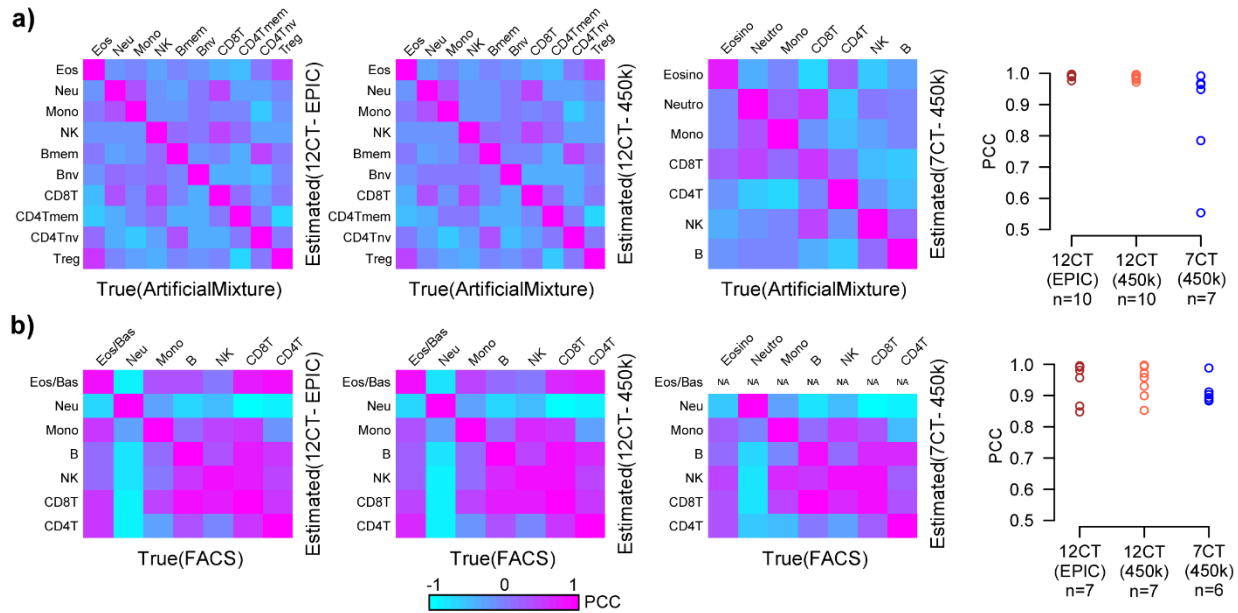 a)
Eos Neu Mono NK Bmem Bnv CD8T CD4Tmem CD4Tnv Treg
Eos
Neu
Mono
NK
Bmem
Bnv
CD8T
CD4Tmem
CD4Tnv
Treg
Estimated(12CT- EPIC)
True(ArtificialMixture)
Eos Neu Mono NK Bmem Bnv CD8T CD4Tmem CD4Tnv Treg
Eos
Neu
Mono
NK
Bmem
Bnv
CD8T
CD4Tmem
CD4Tnv
Treg
Estimated(12CT- 450k)
True(ArtificialMixture)
Eosino Neutro Mono CD8T CD4T NK B
Eosino
Neutro
Mono
CD8T
CD4T
NK
B
Estimated(7CT- 450k)
True(ArtificialMixture)
PCC
1.0
0.9
0.8
0.7
0.6
0.5
12CT (EPIC) n=10
12CT (450k) n=10
7CT (450k) n=7
b)
Eos/Bas Neu Mono B NK CD8T CD4T
Eos/Bas
Neu
Mono
B
NK
CD8T
CD4T
Estimated(12CT- EPIC)
True(FACS)
Eos/Bas Neu Mono B NK CD8T CD4T
Eos/Bas
Neu
Mono
B
NK
CD8T
CD4T
Estimated(12CT- 450k)
True(FACS)
Eosino Neutro Mono B NK CD8T CD4T
Eos/Bas NA NA NA NA NA NA NA
Neu
Mono
B
NK
CD8T
CD4T
Estimated(7CT- 450k)
True(FACS)
PCC
1.0
0.9
0.8
0.7
0.6
0.5
12CT (EPIC) n=7
12CT (450k) n=7
7CT (450k) n=6
-1 0 1
PCC